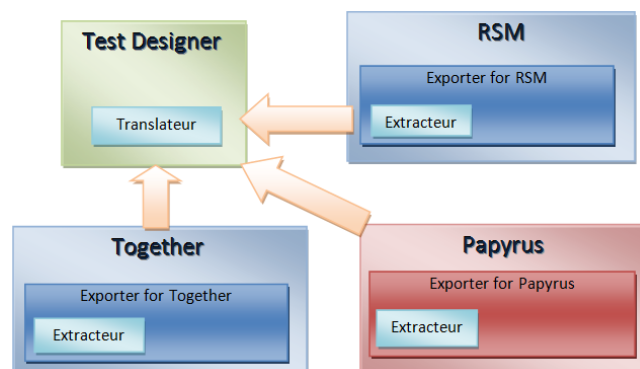 Test Designer
Translateur
RSM
Exporter for RSM
Extracteur
Together
Exporter for Together
Extracteur
Papyrus
Exporter for Papyrus
Extracteur